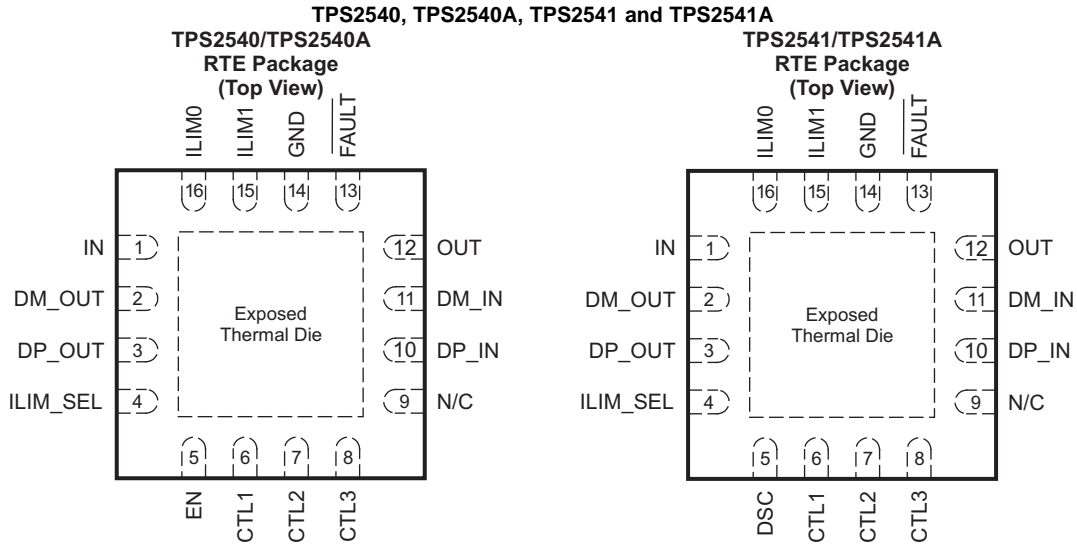 TPS2540, TPS2540A, TPS2541 and TPS2541A
TPS2540/TPS2540A
RTE Package
(Top View)
ILIM0
ILIM1
GND
FAULT
16
15
14
13
IN 1
12 OUT
DM_OUT 2
11 DM_IN
DP_OUT 3
10 DP_IN
ILIM_SEL 4
9 N/C
Exposed
Thermal Die
5
6
7
8
EN
CTL1
CTL2
CTL3
TPS2541/TPS2541A
RTE Package
(Top View)
ILIM0
ILIM1
GND
FAULT
16
15
14
13
IN 1
12 OUT
DM_OUT 2
11 DM_IN
DP_OUT 3
10 DP_IN
ILIM_SEL 4
9 N/C
Exposed
Thermal Die
5
6
7
8
DSC
CTL1
CTL2
CTL3